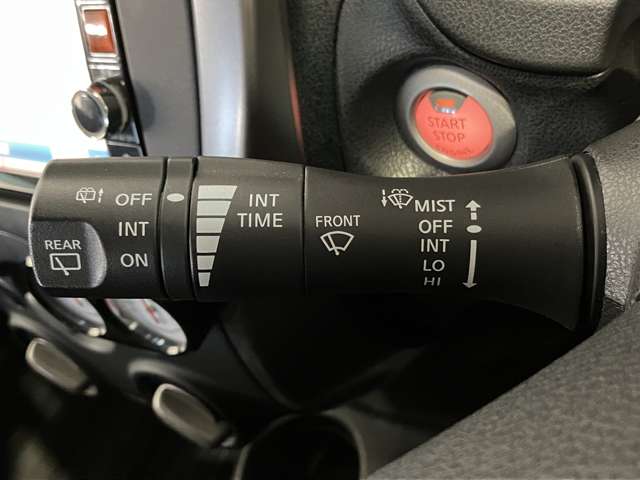 START
STOP
OFF
INT
ON
REAR
INT
TIME
FRONT
MIST
OFF
INT
LO
HI